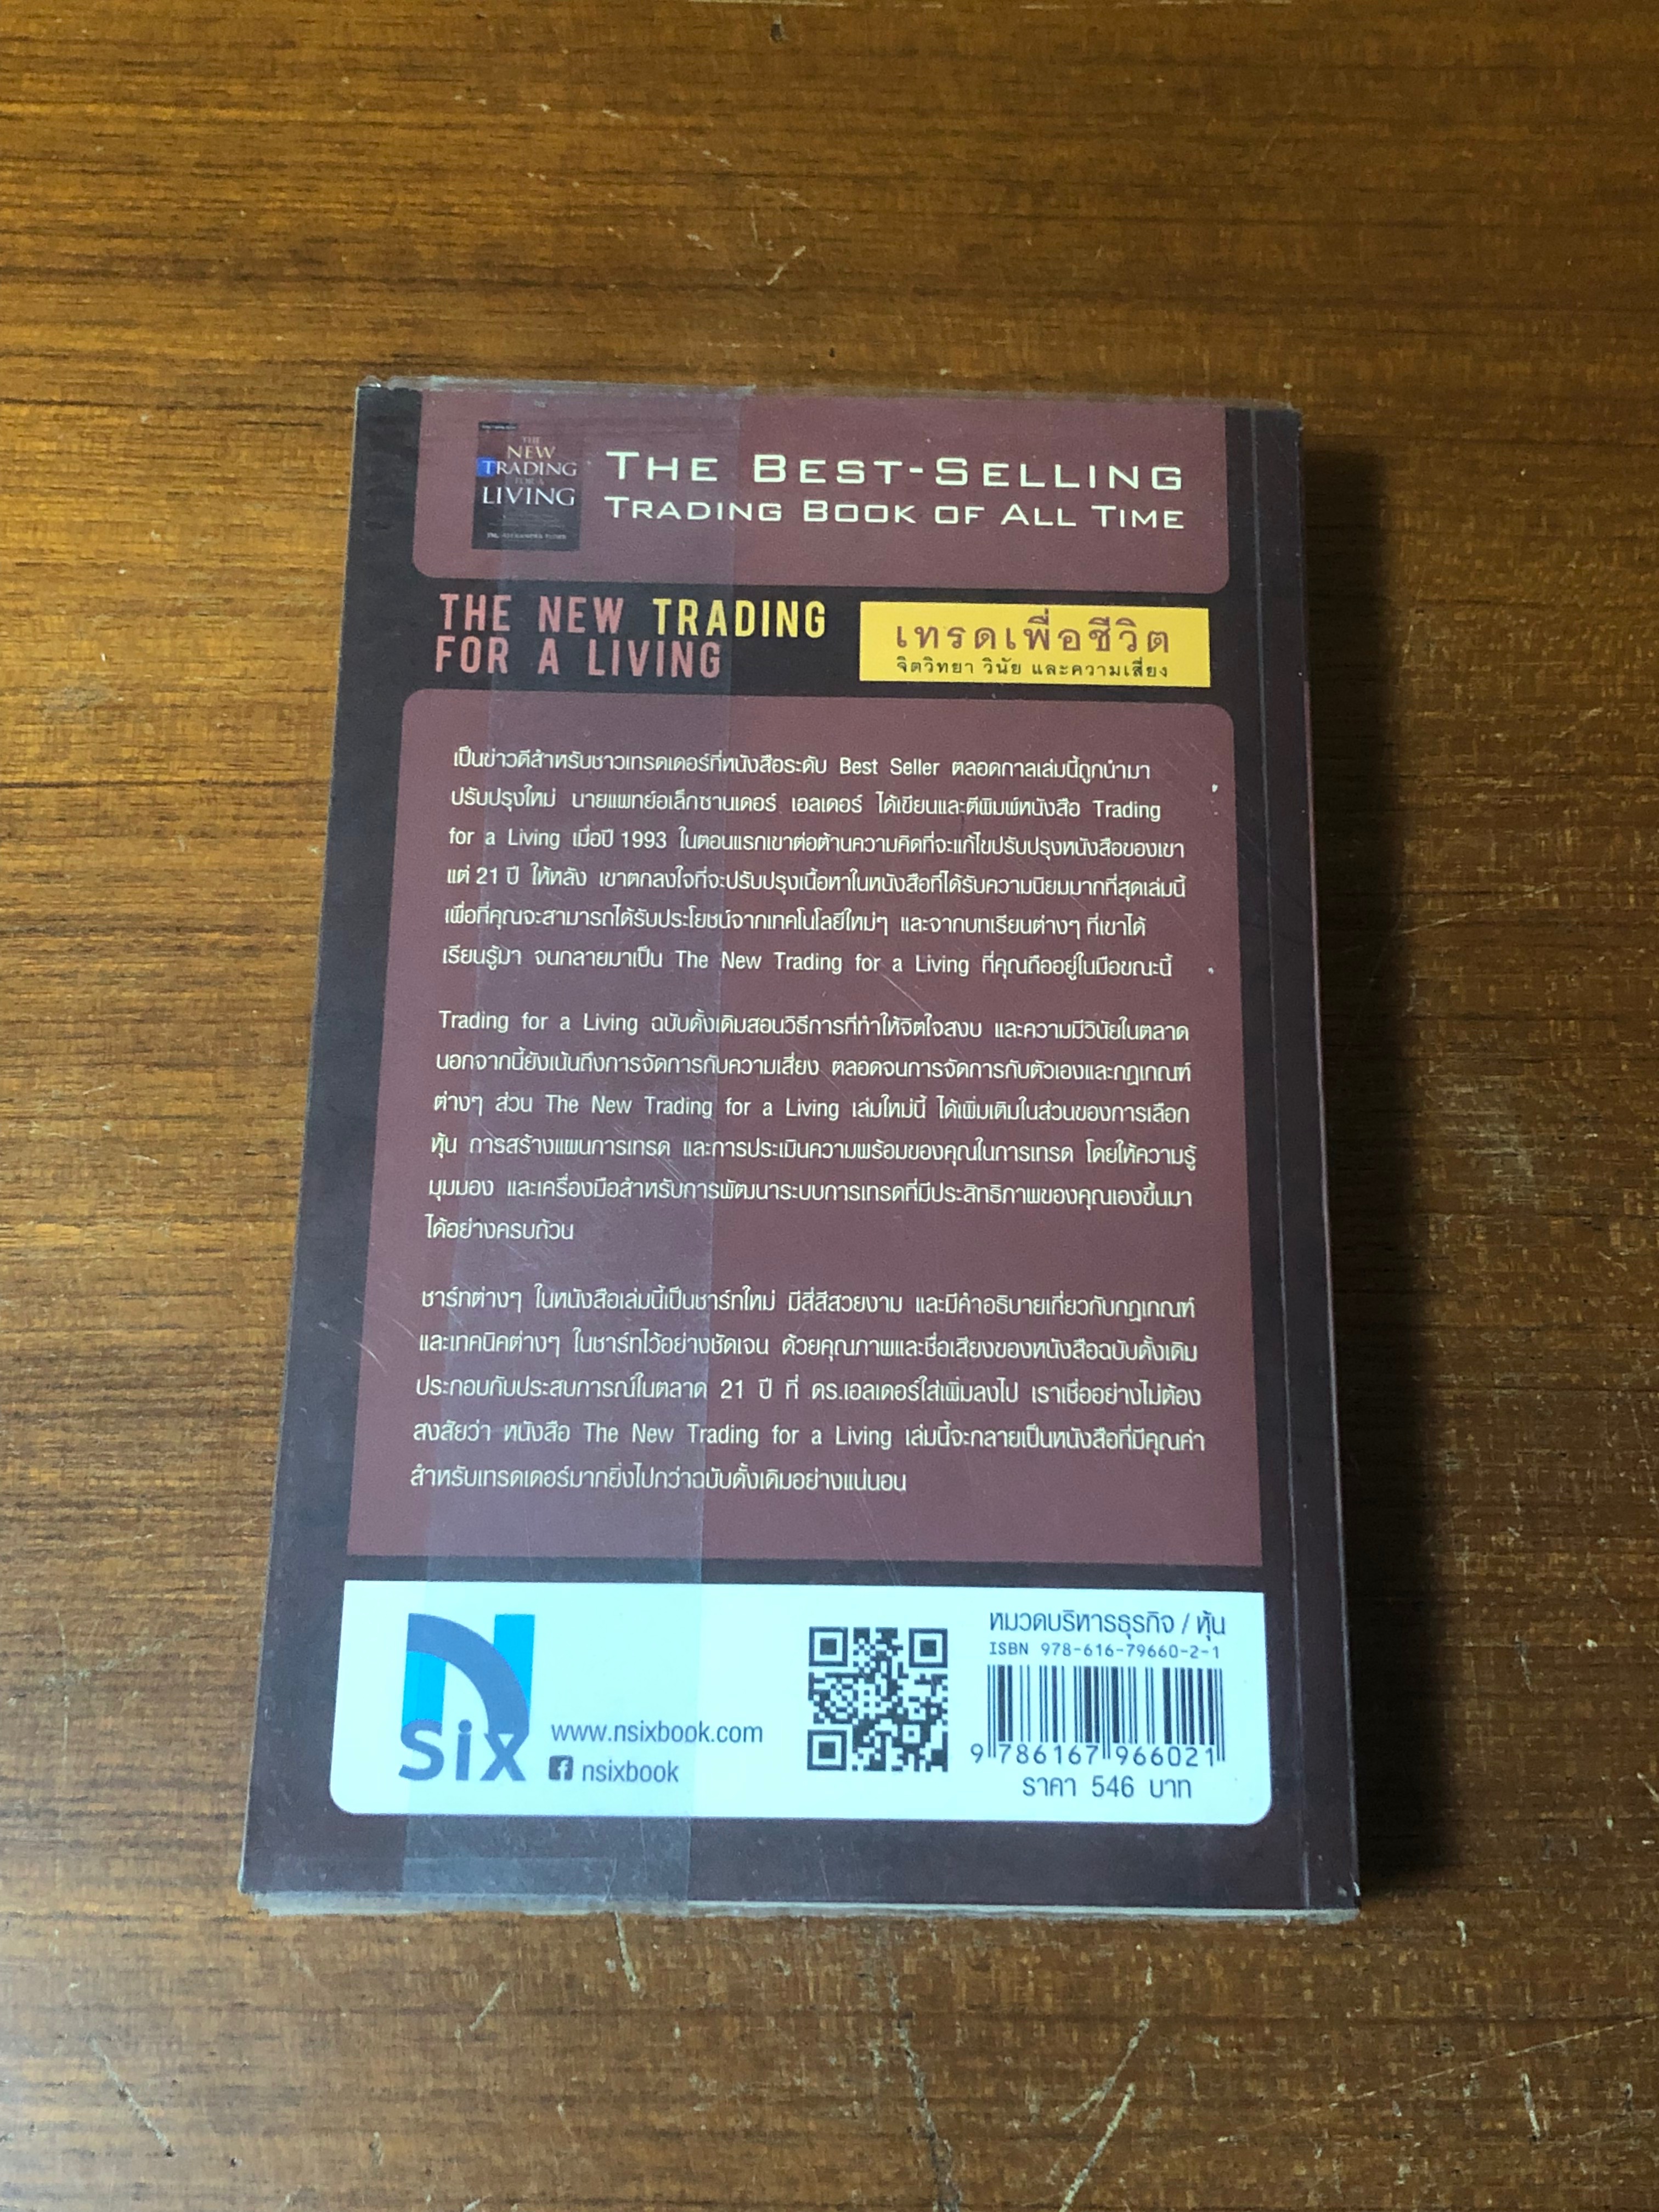 THE
NEW
TRADING
FOR A
LIVING
THE BEST-SELLING
TRADING BOOK OF ALL TIME
THE NEW TRADING
FOR A LIVING
เทรดเพื่อชีวิต
จิตวิทยา วินัย และความเสี่ยง
เป็นข่าวดีสำหรับชาวเทรดเดอร์ที่หนังสือระดับ Best Seller ตลอดกาลเล่มนี้ถูกนำมา
ปรับปรุงใหม่ นายแพทย์อเล็กซานเดอร์ เอลเดอร์ ได้เขียนและตีพิมพ์หนังสือ Trading
for a Living เมื่อปี 1993 ในตอนแรกเขาต่อต้านความคิดที่จะแก้ไขปรับปรุงหนังสือของเขา
แต่ 21 ปี ให้หลัง เขาตกลงใจที่จะปรับปรุงเนื้อหาในหนังสือที่ได้รับความนิยมมากที่สุดเล่มนี้
เพื่อที่คุณจะสามารถได้รับประโยชน์จากเทคโนโลยีใหม่ๆ และจากบทเรียนต่างๆ ที่เขาได้
เรียนรู้มา จนกลายมาเป็น The New Trading for a Living ที่คุณถืออยู่ในมือขณะนี้
Trading for a Living ฉบับดั้งเดิมสอนวิธีการที่ทำให้จิตใจสงบ และความมีวินัยในตลาด
นอกจากนี้ยังเน้นถึงการจัดการกับความเสี่ยง ตลอดจนการจัดการกับตัวเองและกฎเกณฑ์
ต่างๆ ส่วน The New Trading for a Living เล่มใหม่นี้ ได้เพิ่มเติมในส่วนของการเลือก
หุ้น การสร้างแผนการเทรด และการประเมินความพร้อมของคุณในการเทรด โดยให้ความรู้
มุมมอง และเครื่องมือสำหรับการพัฒนาระบบการเทรดที่มีประสิทธิภาพของคุณเองขึ้นมา
ได้อย่างครบถ้วน
ชาร์ทต่างๆ ในหนังสือเล่มนี้เป็นชาร์ทใหม่ มีสี่สีสวยงาม และมีคำอธิบายเกี่ยวกับกฎเกณฑ์
และเทคนิคต่างๆ ในชาร์ทไว้อย่างชัดเจน ด้วยคุณภาพและชื่อเสียงของหนังสือฉบับดั้งเดิม
ประกอบกับประสบการณ์ในตลาด 21 ปี ที่ ดร.เอลเดอร์ใส่เพิ่มลงไป เราเชื่ออย่างไม่ต้อง
สงสัยว่า หนังสือ The New Trading for a Living เล่มนี้จะกลายเป็นหนังสือที่มีคุณค่า
สำหรับเทรดเดอร์มากยิ่งไปกว่าฉบับดั้งเดิมอย่างแน่นอน
N
six
www.nsixbook.com
nsixbook
หมวดบริหารธุรกิจ / หุ้น
ISBN 978-616-79660-2-1
9 786167 966021
ราคา 546 บาท